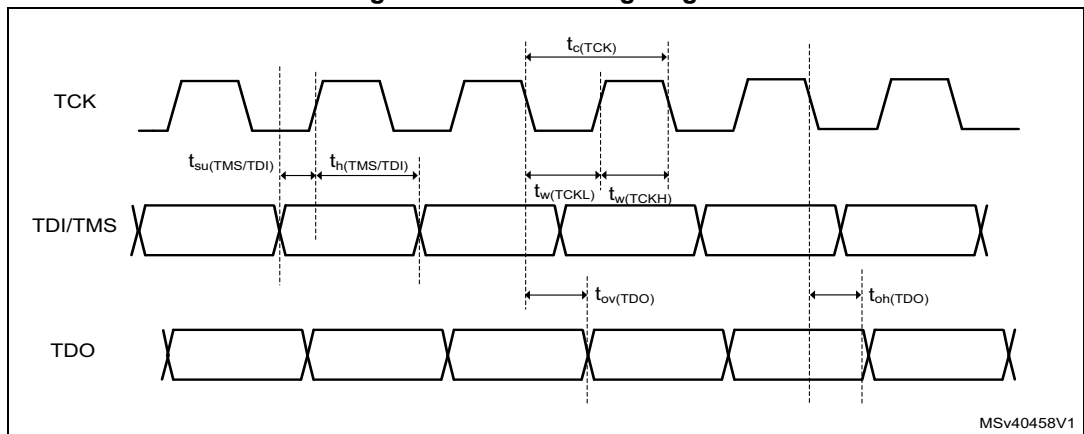 tc(TCK)
TCK
tsu(TMS/TDI)
th(TMS/TDI)
tw(TCKL)
tw(TCKH)
TDI/TMS
tov(TDO)
toh(TDO)
TDO
MSv40458V1